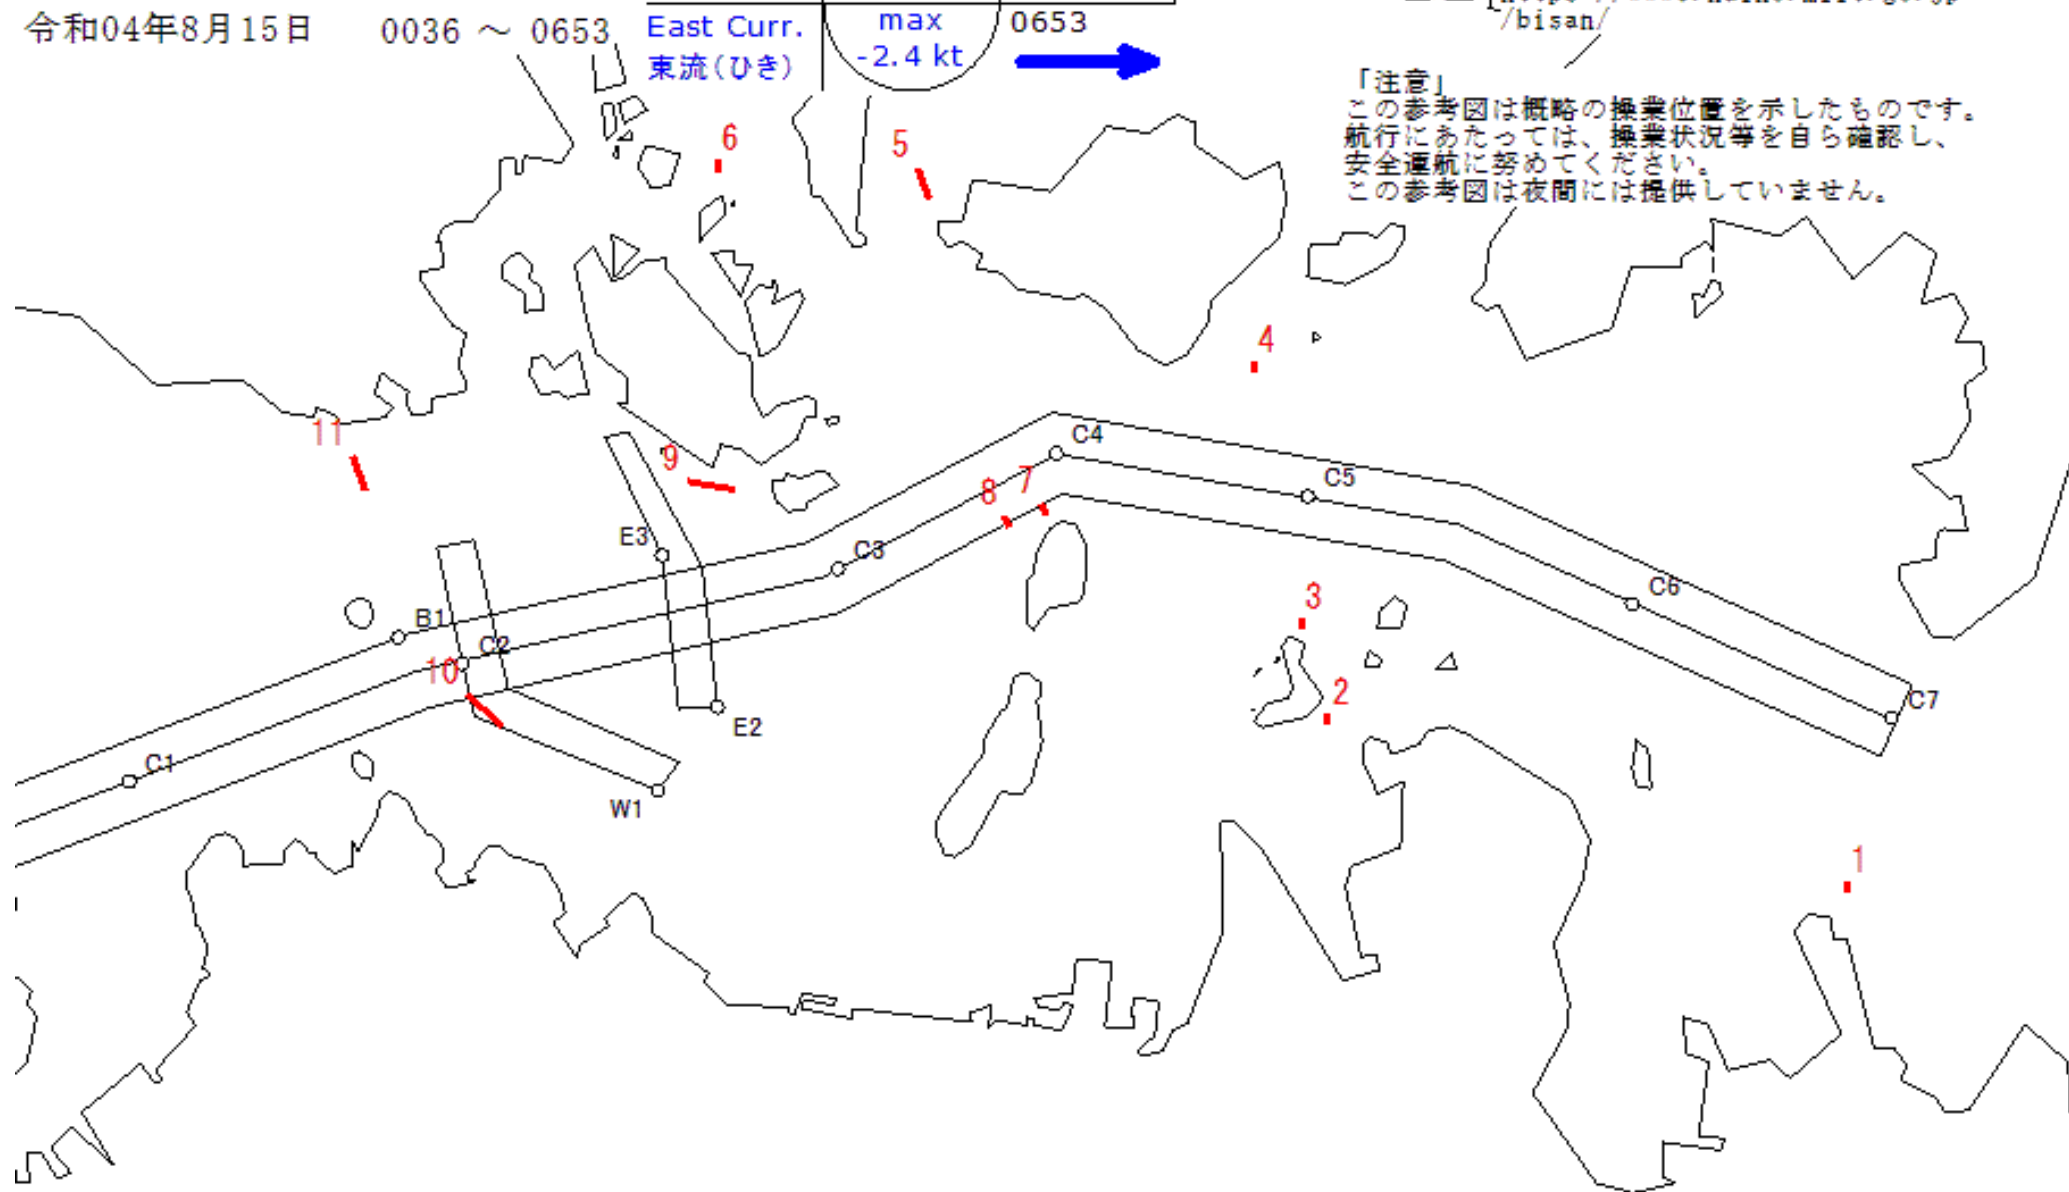 令和04年8月15日 0036 ～ 0653
East Curr.
東流(ひき)
max
-2.4 kt
0653
/bisan/
「注意」
この参考図は概略の操業位置を示したものです。
航行にあたっては、操業状況等を自ら確認し、
安全運航に努めてください。
この参考図は夜間には提供していません。
6
5
4
11
9
C4
8
7
C5
E3
C3
C6
3
B1
C2
10
2
E2
C7
C1
W1
1